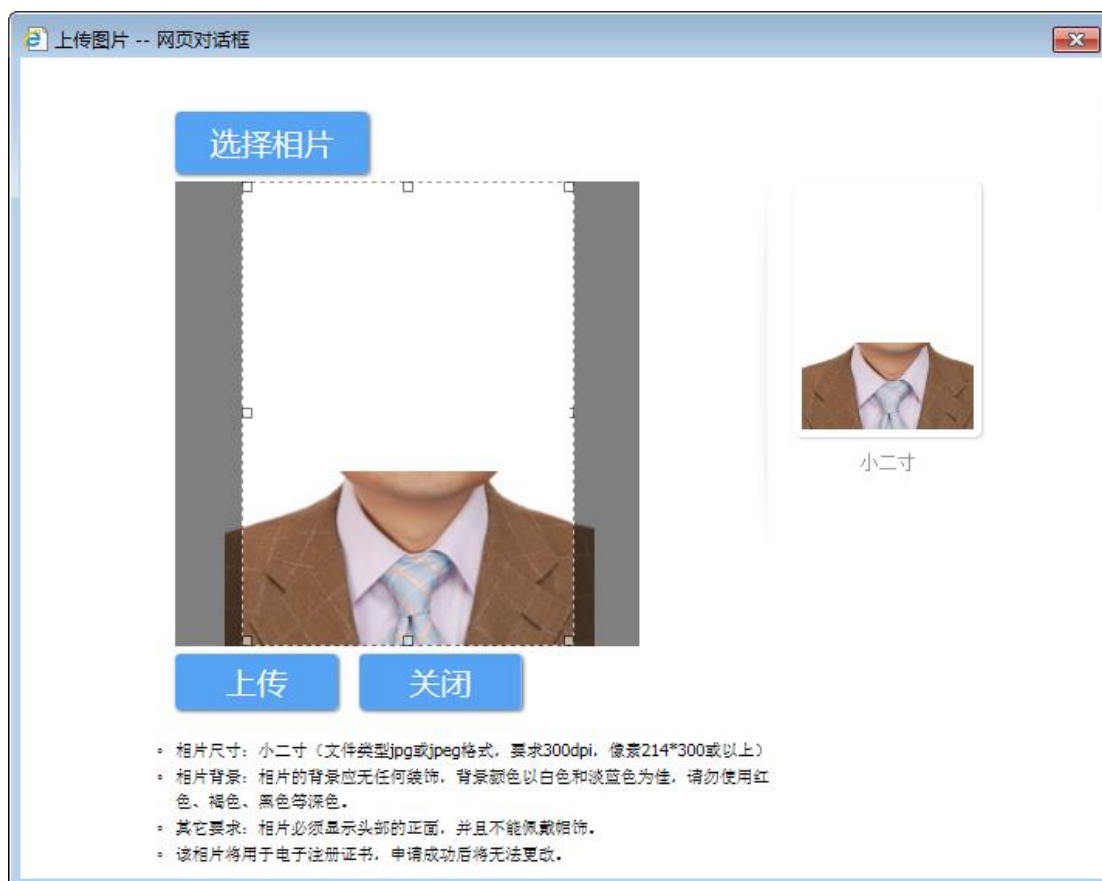 上传图片 -- 网页对话框
选择相片
小二寸
上传
关闭
相片尺寸：小二寸（文件类型jpg或jpeg格式，要求300dpi，像素214*300或以上）
相片背景：相片的背景应无任何装饰，背景颜色以白色和淡蓝色为佳，请勿使用红
色、褐色、黑色等深色。
其它要求：相片必须显示头部的正面，并且不能佩戴帽饰。
该相片将用于电子注册证书，申请成功后将无法更改。